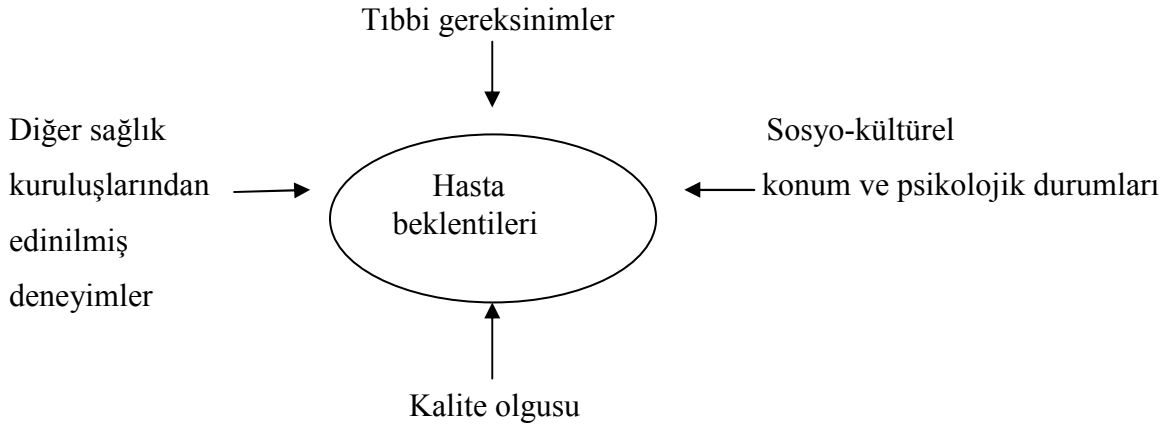 Tıbbi gereksinimler
Diğer sağlık
kuruluşlarından
edinilmiş
deneyimler
Hasta
beklentileri
Sosyo-kültürel
konum ve psikolojik durumları
Kalite olgusu